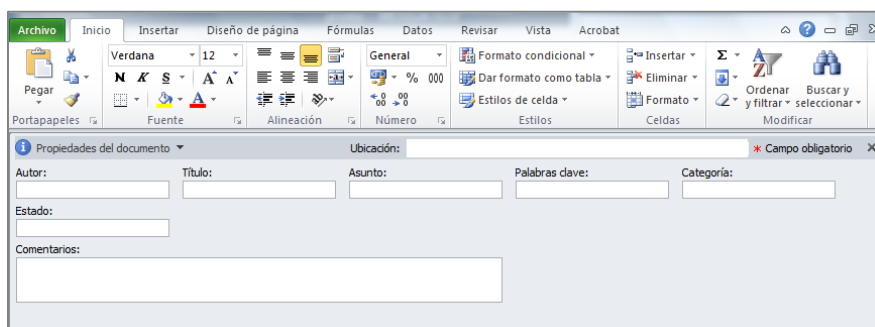 Archivo Inicio Insertar Diseño de página Fórmulas Datos Revisar Vista Acrobat
Verdana 12 General Formato condicional Insertar Σ
N K S A A % 000 Dar formato como tabla Eliminar
Pegar A Estilos de celda Formato Ordenar y filtrar Buscar y seleccionar
Portapapeles Fuente Alineación Número Estilos Celdas Modificar
Propiedades del documento Ubicación: * Campo obligatorio
Autor: Título: Asunto: Palabras clave: Categoría:
Estado:
Comentarios: